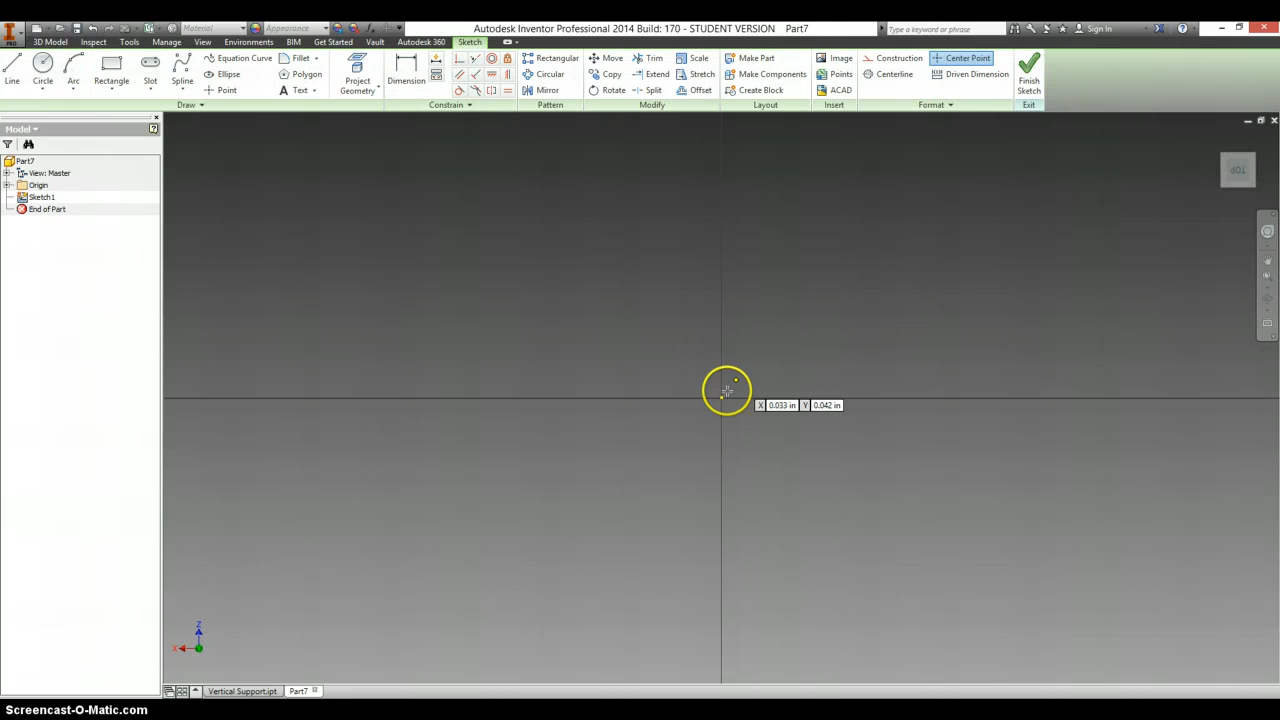 Material
Appearance
Autodesk Inventor Professional 2014 Build: 170 - STUDENT VERSION Part7
Type a keyword or phrase
Sign In
3D Model Inspect Tools Manage View Environments BIM Get Started Vault Autodesk 360 Sketch
Line Circle Arc Rectangle Slot Spline
Equation Curve Fillet
Ellipse Polygon
Point Text
Project
Geometry
Dimension
Rectangular
Circular
Mirror
Move Trim Scale
Copy Extend Stretch
Rotate Split Offset
Make Part
Make Components
Create Block
Image
Points
ACAD
Construction Center Point
Centerline Driven Dimension
Finish
Sketch
Draw Constrain Pattern Modify Layout Insert Format Exit
Model
Part7
View: Master
Origin
Sketch1
End of Part
TOP
X 0.033 in Y 0.042 in
Z
X
Vertical Support.ipt Part7
Screencast-O-Matic.com